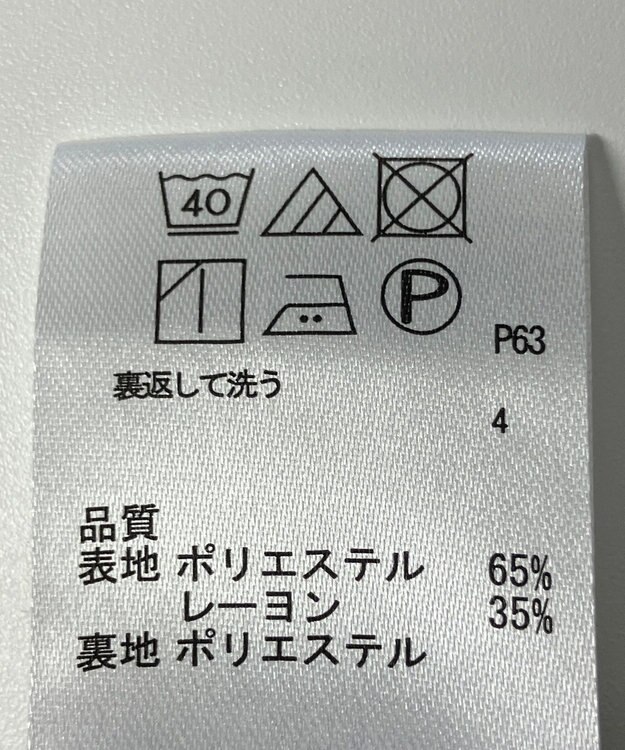 40
P
P63
裏返して洗う
4
品質
表地 ポリエステル 65%
レーヨン 35%
裏地 ポリエステル